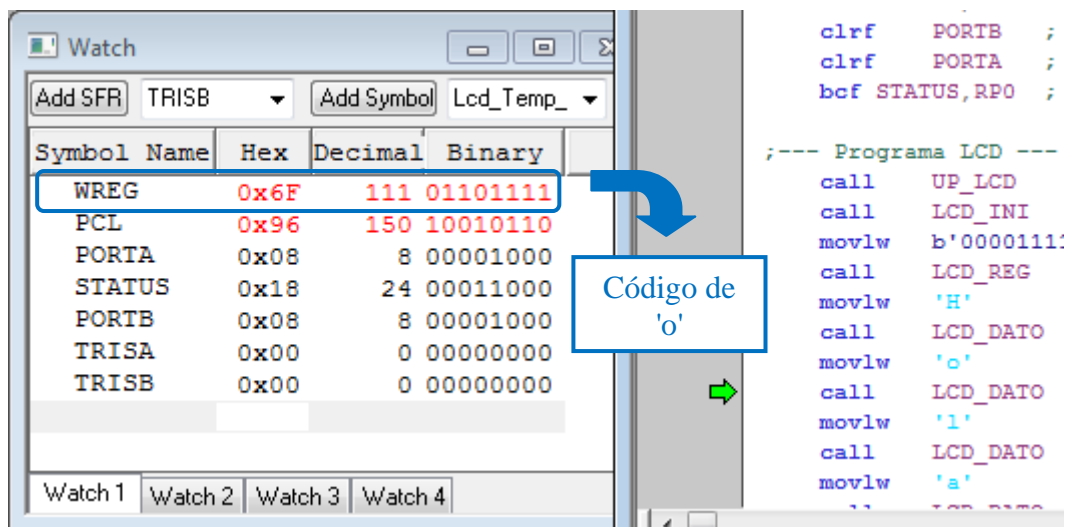 Watch
Add SFR TRISB Add Symbol Lcd_Temp_
Symbol Name Hex Decimal Binary
WREG 0x6F 111 01101111
PCL 0x96 150 10010110
PORTA 0x08 8 00001000
STATUS 0x18 24 00011000
PORTB 0x08 8 00001000
TRISA 0x00 0 00000000
TRISB 0x00 0 00000000
Watch 1 Watch 2 Watch 3 Watch 4
Código de
'o'
clrf PORTB ;
clrf PORTA ;
bcf STATUS,RP0 ;
;--- Programa LCD ---
call UP_LCD
call LCD_INI
movlw b'00001111
call LCD_REG
movlw 'H'
call LCD_DATO
movlw 'o'
call LCD_DATO
movlw 'l'
call LCD_DATO
movlw 'a'